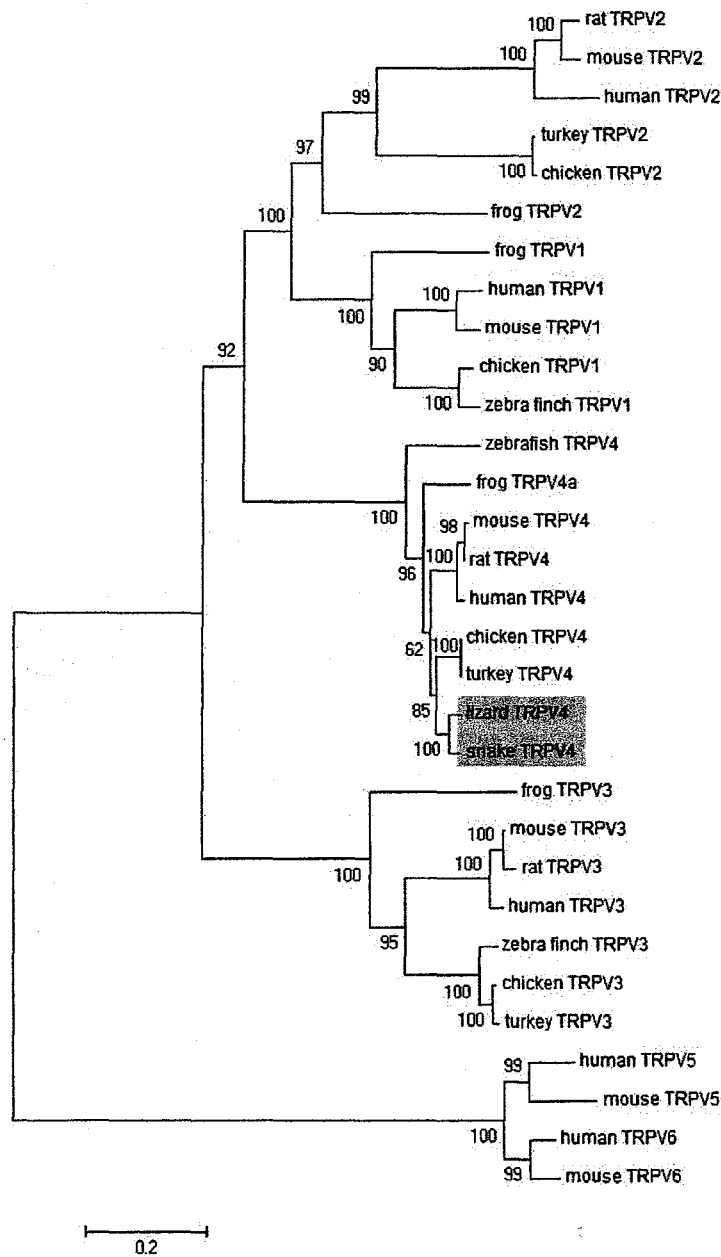 100 rat TRPV2
100 mouse TRPV2
99 human TRPV2
97 turkey TRPV2
100 chicken TRPV2
100 frog TRPV2
frog TRPV1
100 human TRPV1
100 mouse TRPV1
92 90 chicken TRPV1
100 zebra finch TRPV1
zebrafish TRPV4
frog TRPV4a
100 98 mouse TRPV4
100 rat TRPV4
96 human TRPV4
62 100 chicken TRPV4
turkey TRPV4
85 lizard TRPV4
100 snake TRPV4
frog TRPV3
100 mouse TRPV3
100 100 rat TRPV3
human TRPV3
95 zebra finch TRPV3
100 chicken TRPV3
100 turkey TRPV3
99 human TRPV5
mouse TRPV5
100 human TRPV6
99 mouse TRPV6
0.2